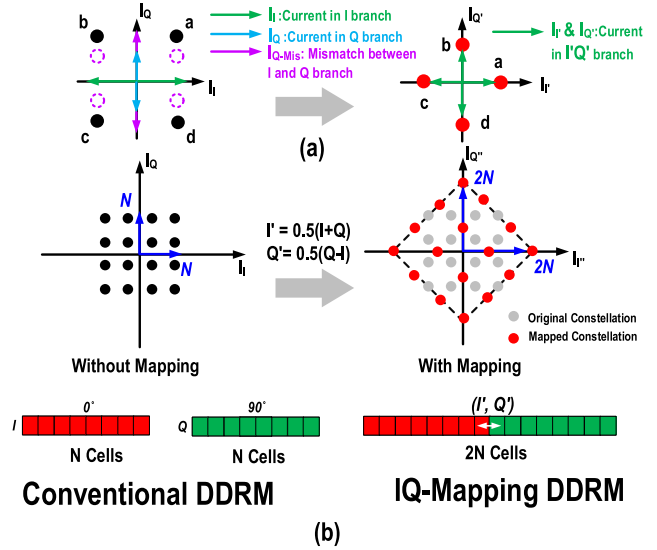 I_Q
b
a
I_I
c
d
I_I :Current in I branch
I_Q :Current in Q branch
I_Q-Mis: Mismatch between
I and Q branch
(a)
I_Q'
b
a
I_I'
c
d
I_I' & I_Q':Current
in I'Q' branch
I_Q
N
N
I_I
Without Mapping
I' = 0.5(I+Q)
Q' = 0.5(Q-I)
I_Q''
2N
2N
I_I''
Original Constellation
Mapped Constellation
With Mapping
0°
I
N Cells
90°
Q
N Cells
(I', Q')
2N Cells
Conventional DDRM
IQ-Mapping DDRM
(b)